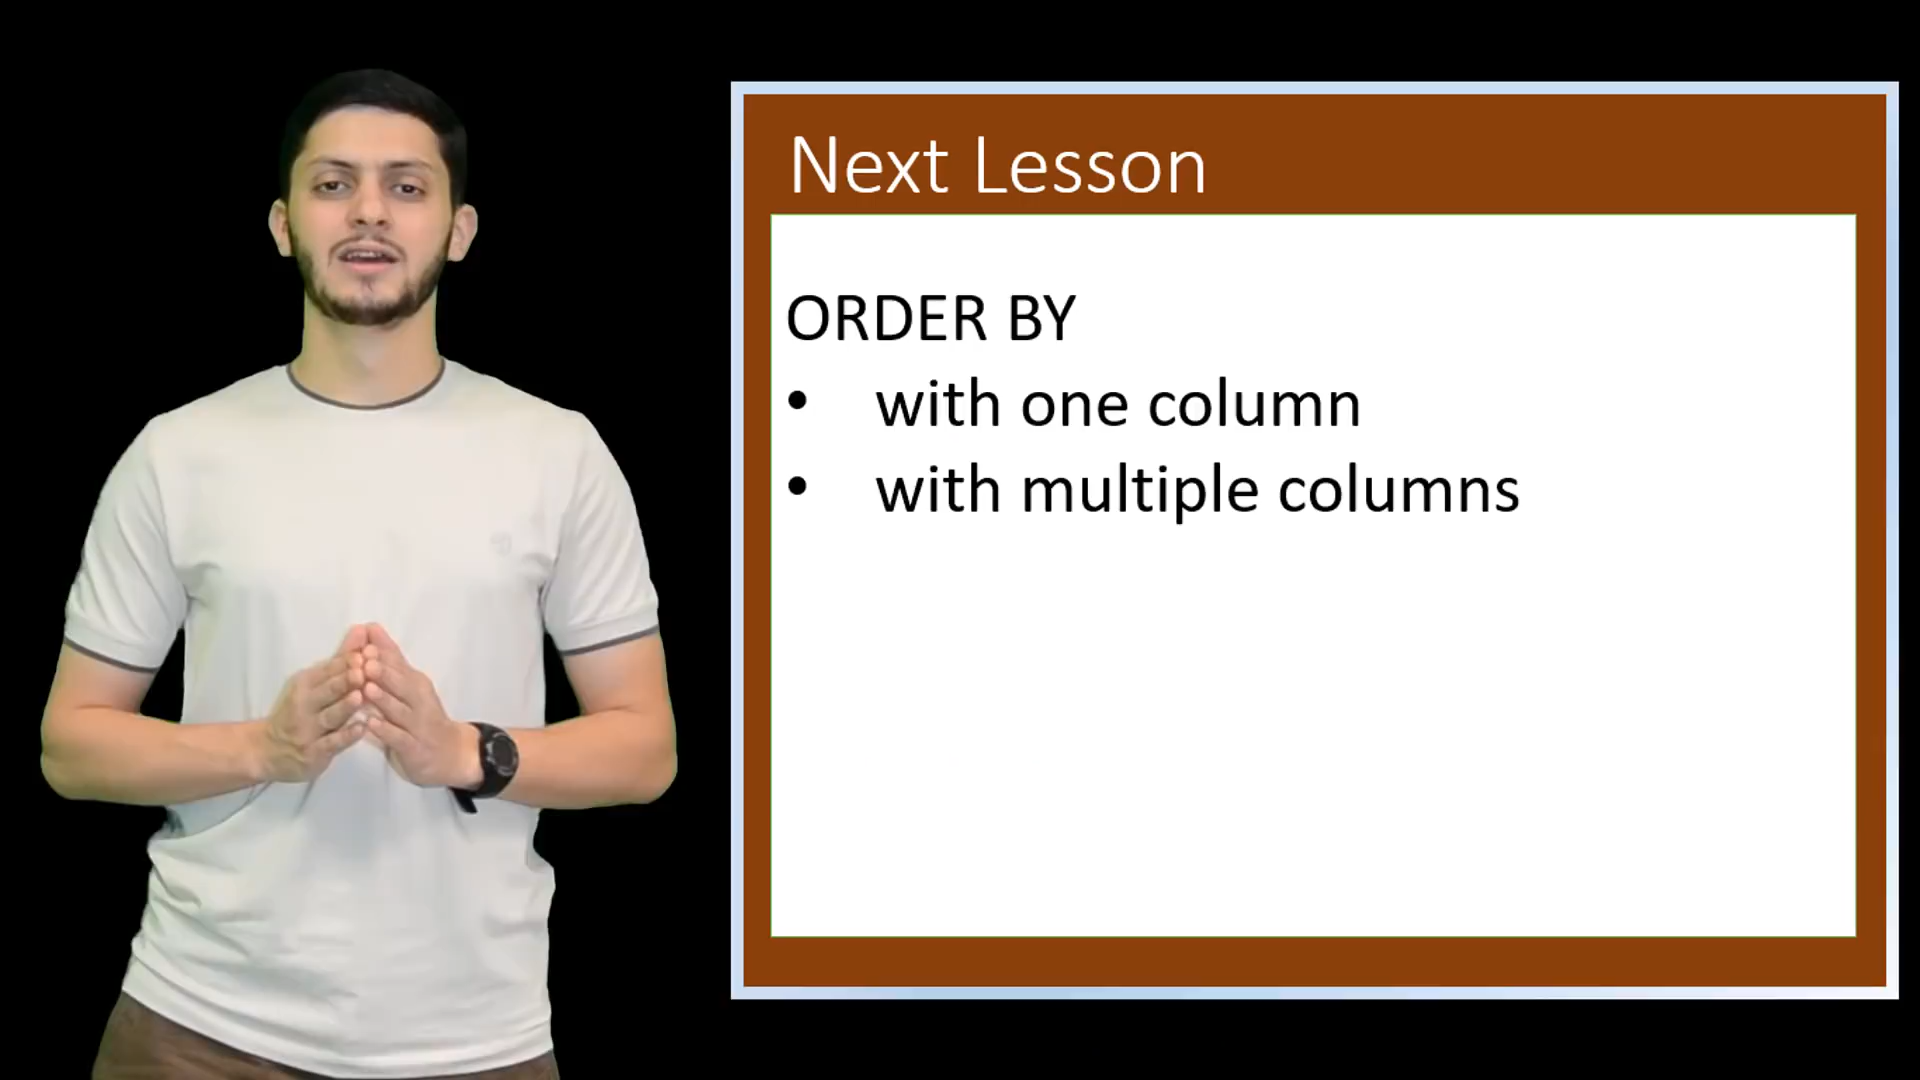 Next Lesson
ORDER BY
• with one column
• with multiple columns